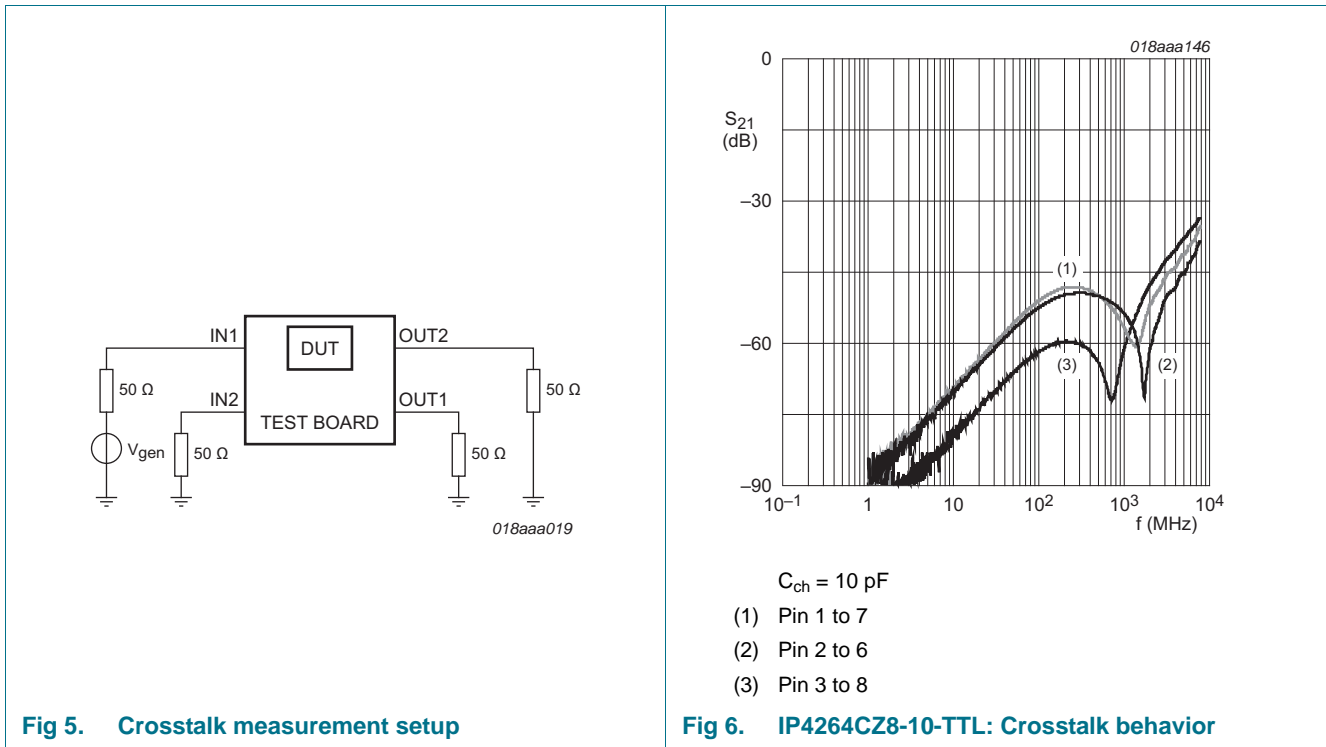 IN1
OUT2
DUT
50 Ω
50 Ω
IN2
OUT1
TEST BOARD
Vgen
50 Ω
50 Ω
018aaa019
Fig 5. Crosstalk measurement setup
018aaa146
0
S21
(dB)
–30
(1)
–60
(3)
(2)
–90
10–1
1
10
102
103
104
f (MHz)
Cch = 10 pF
(1) Pin 1 to 7
(2) Pin 2 to 6
(3) Pin 3 to 8
Fig 6. IP4264CZ8-10-TTL: Crosstalk behavior